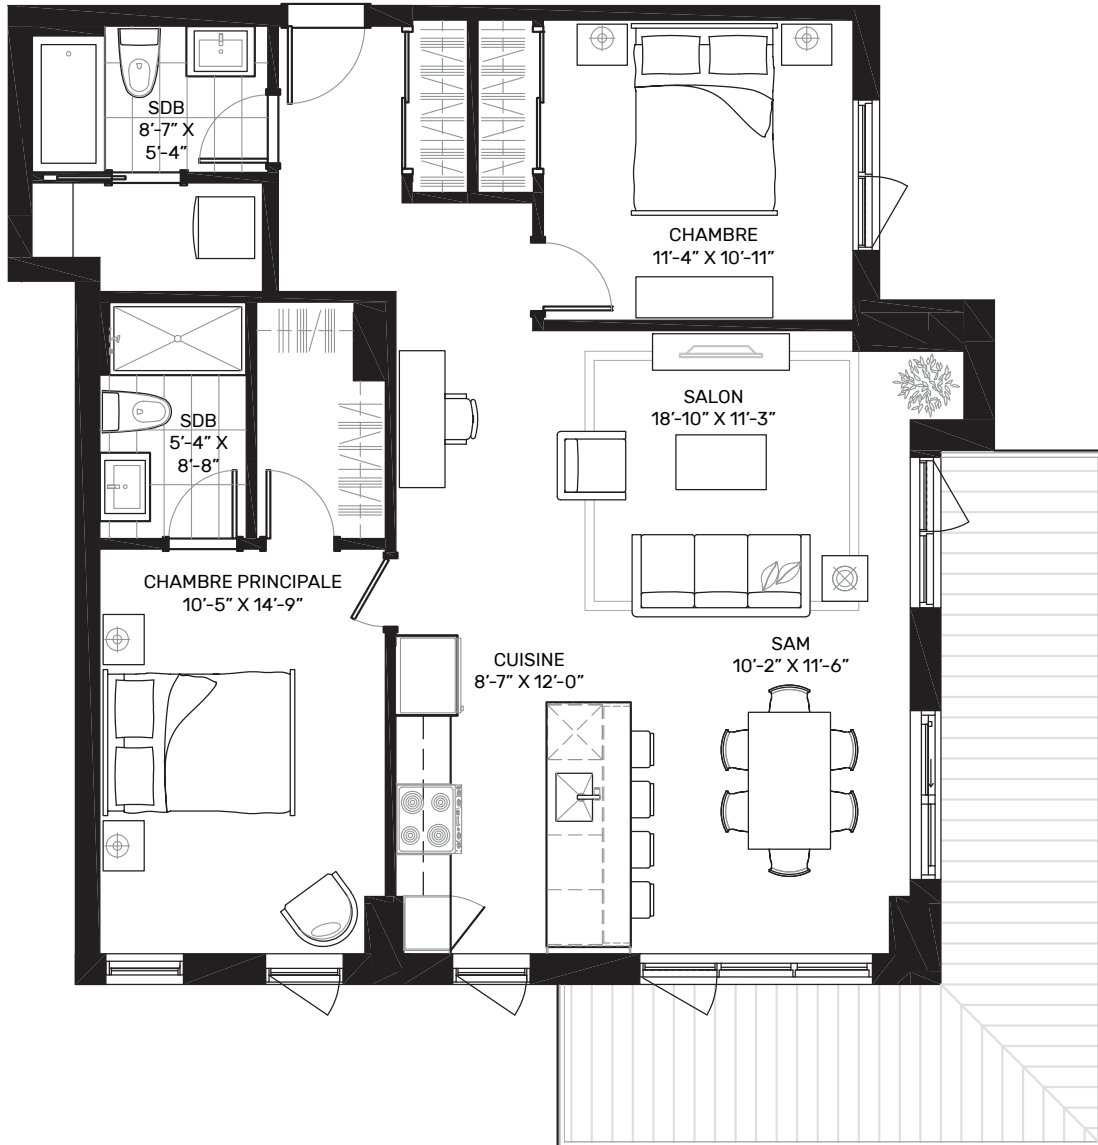 SDB
8’-7” X
5’-4”
CHAMBRE
11’-4” X 10’-11”
SALON
18’-10” X 11’-3”
SDB
5’-4” X
8’-8”
CHAMBRE PRINCIPALE
10’-5” X 14’-9”
CUISINE
8’-7” X 12’-0”
SAM
10’-2” X 11’-6”